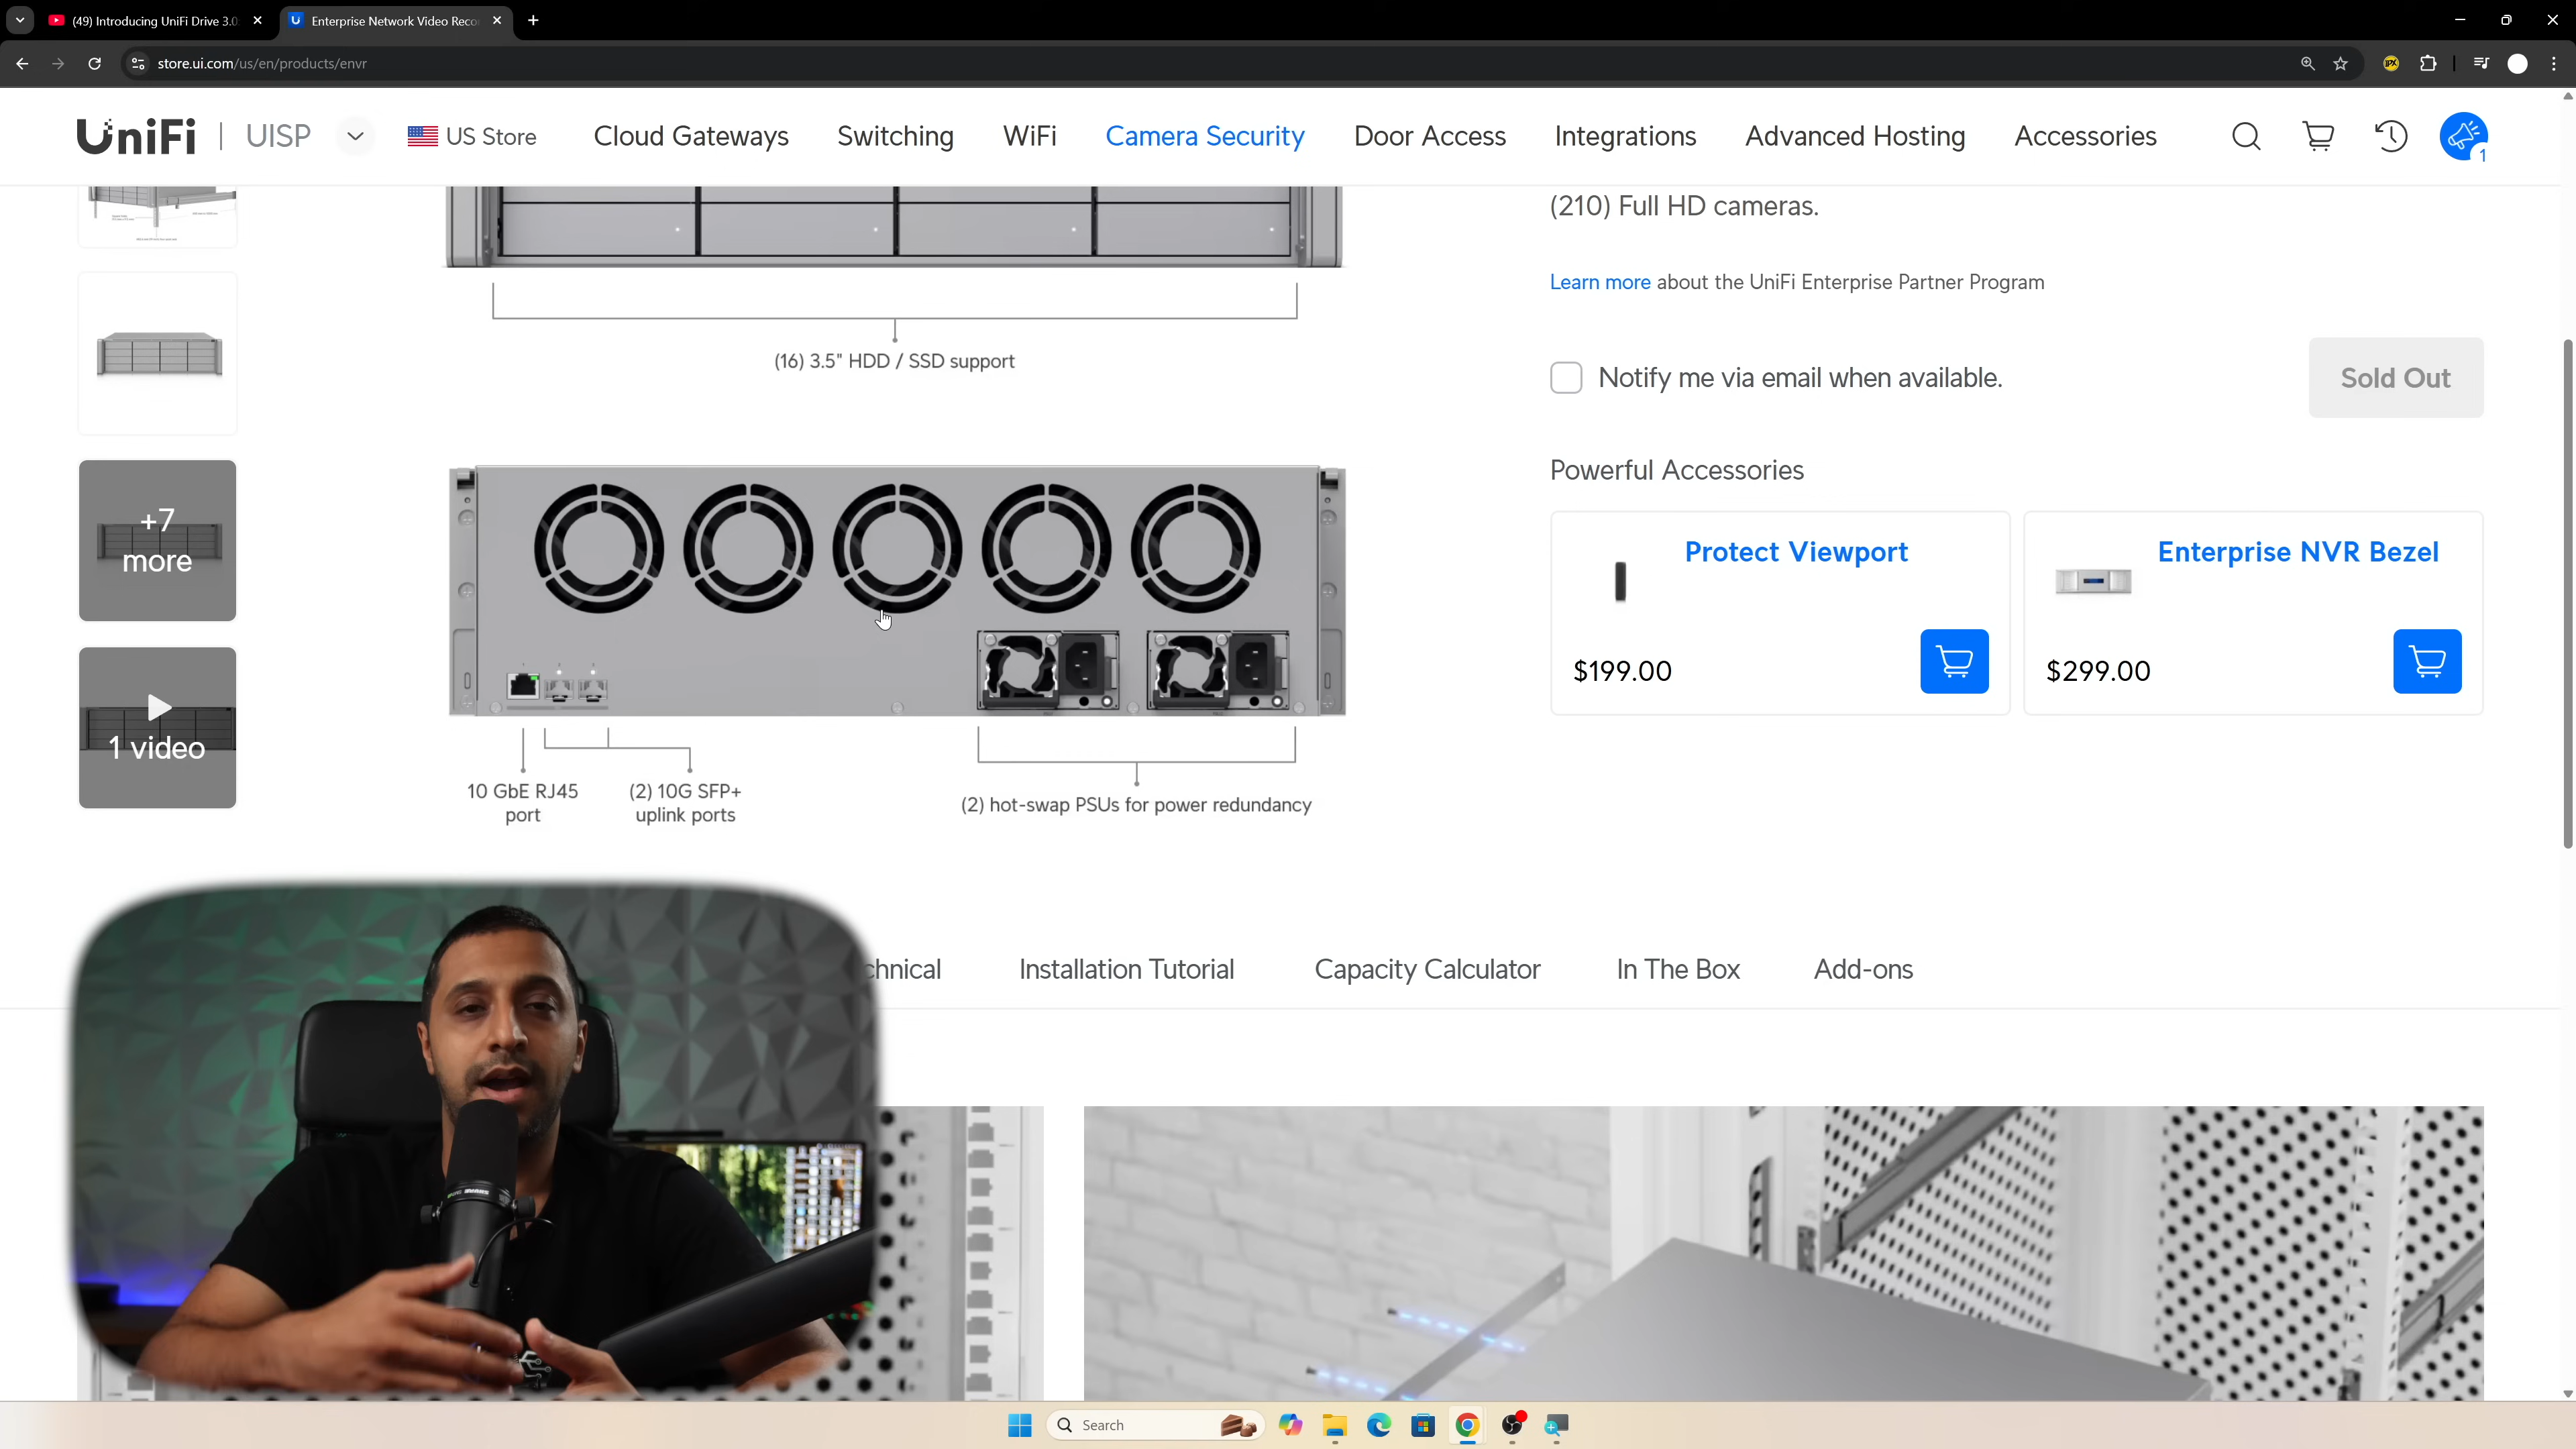 (49) Introducing UniFi Drive 3.0
Enterprise Network Video Reco
store.ui.com/us/en/products/envr
UniFi | UISP
US Store
Cloud Gateways
Switching
WiFi
Camera Security
Door Access
Integrations
Advanced Hosting
Accessories
1
(210) Full HD cameras.
Learn more about the UniFi Enterprise Partner Program
(16) 3.5" HDD / SSD support
Notify me via email when available.
Sold Out
+7
more
Powerful Accessories
Protect Viewport
$199.00
Enterprise NVR Bezel
$299.00
1 video
10 GbE RJ45
port
(2) 10G SFP+
uplink ports
(2) hot-swap PSUs for power redundancy
chnical
Installation Tutorial
Capacity Calculator
In The Box
Add-ons
Search